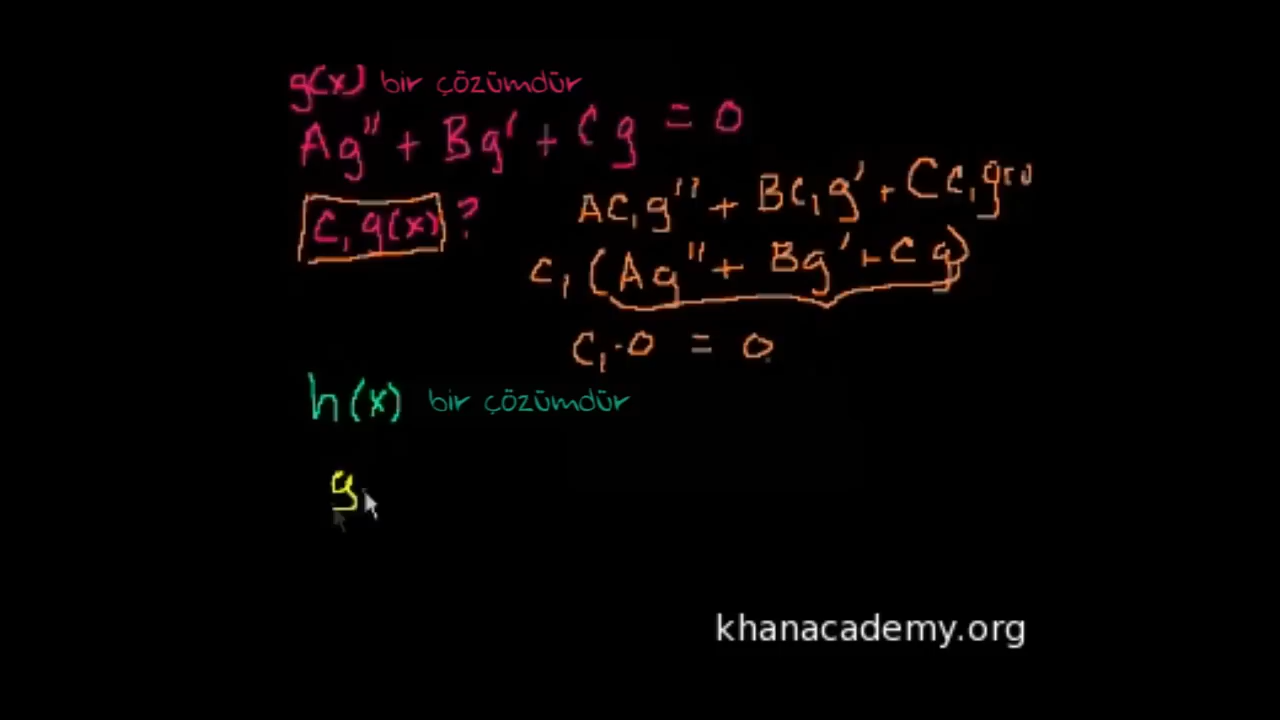 g(x) bir çözümdür
Ag'' + Bg' + Cg = 0
C₁g(x) ?
AC₁g'' + BC₁g' + CC₁g
C₁(Ag'' + Bg' + Cg)
C₁·0 = 0
h(x) bir çözümdür
g
khanacademy.org